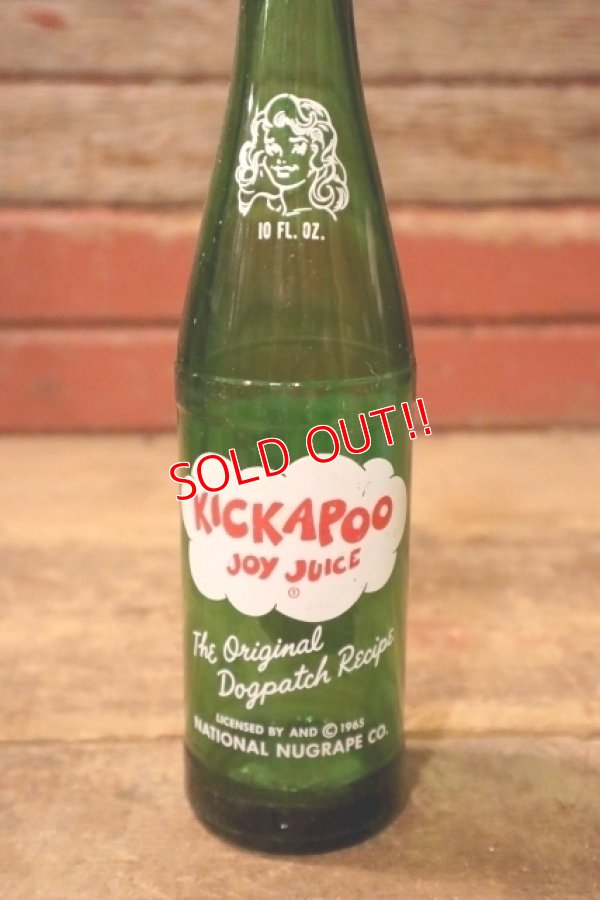 10 FL. OZ.
SOLD OUT!!
KICKAPOO
JOY JUICE
The Original
Dogpatch Recipe
LICENSED BY AND © 1965
NATIONAL NUGRAPE CO.